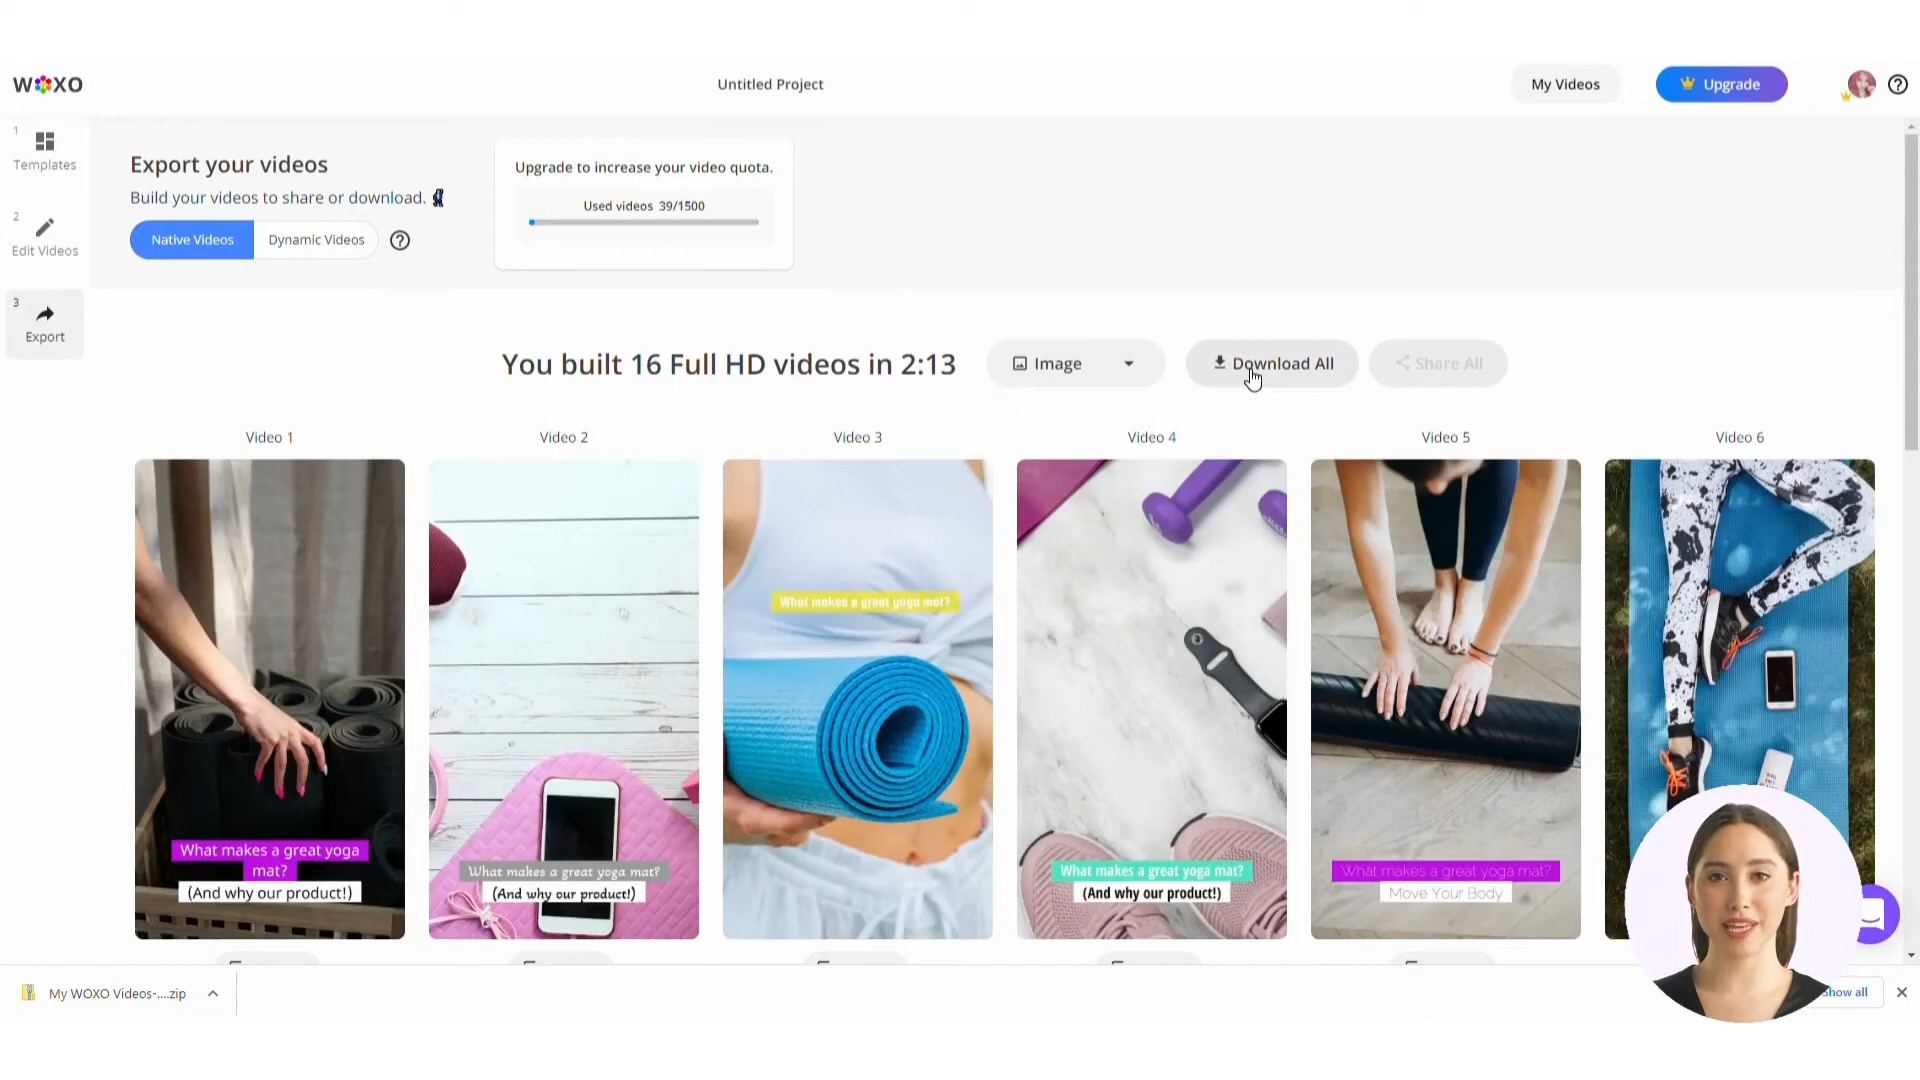 WOXO
Untitled Project
My Videos
Upgrade
1
Templates
2
Edit Videos
3
Export
Export your videos
Build your videos to share or download.
Native Videos
Dynamic Videos
Upgrade to increase your video quota.
Used videos 39/1500
You built 16 Full HD videos in 2:13
Image
Download All
Share All
Video 1
Video 2
Video 3
Video 4
Video 5
Video 6
What makes a great yoga
mat?
(And why our product!)
What makes a great yoga mat?
(And why our product!)
What makes a great yoga mat?
What makes a great yoga mat?
(And why our product!)
What makes a great yoga mat?
Move Your Body
My WOXO Videos-....zip
Show all